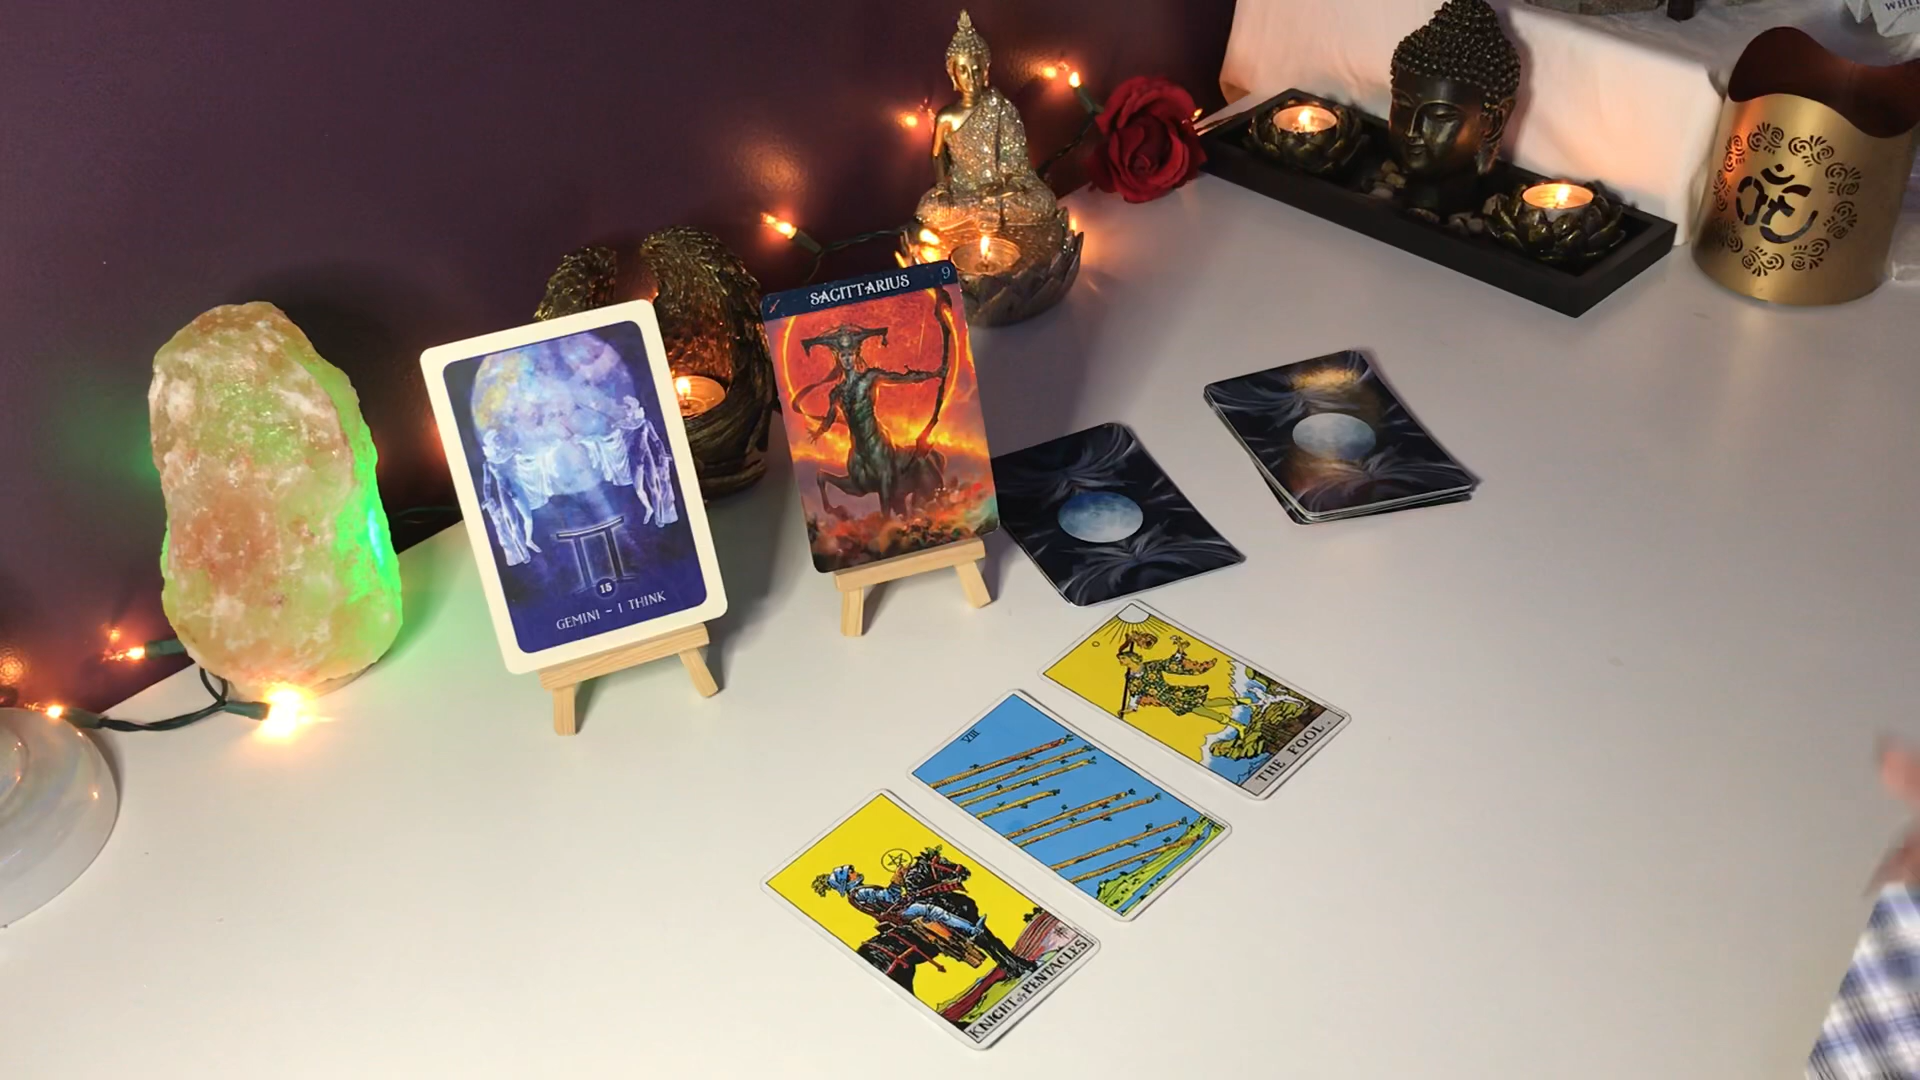 SAGITTARIUS
9
15
GEMINI ~ I THINK
THE FOOL.
VIII
KNIGHT of PENTACLES